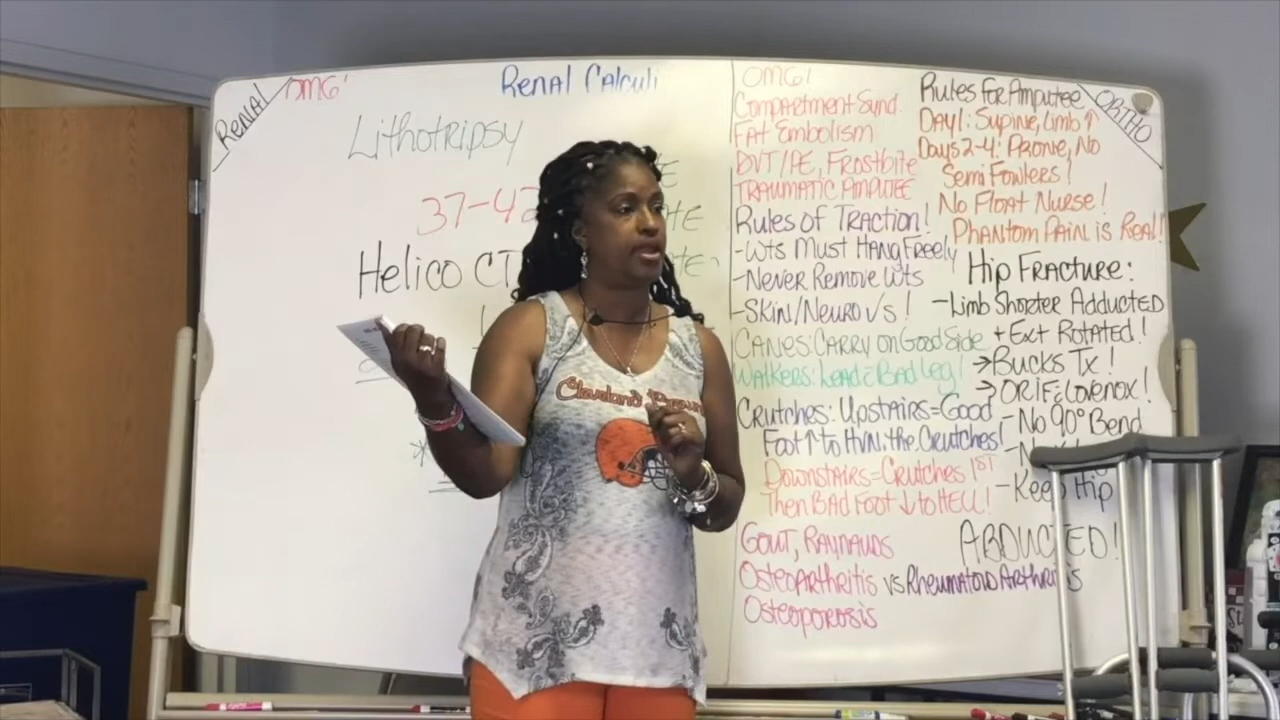 RENAL
OMG!
Renal Calculi
Lithotripsy
37-42
Helico CT
Cleveland Browns
OMG!
Compartment Synd.
Fat Embolism
DVT/PE, Frostbite
Traumatic Amputee
Rules of Traction!
-Wts Must Hang Freely
-Never Remove Wts
-Skin/Neuro v/s!
Canes: Carry on Good Side
Walkers: Lead c̄ Bad Leg!
Crutches: Upstairs=Good
Foot ↑ to HVN, the Crutches!
Downstairs=Crutches 1ST
Then Bad Foot ↓ to HELL!
Gout, Raynauds
Osteoarthritis vs Rheumatoid Arthritis
Osteoporosis
ORTHO
Rules For Amputee
Day 1: Supine, Limb ↑
Days 2-4: Prone, No
Semi Fowlers!
No Float Nurse!
Phantom Pain is Real!
Hip Fracture:
-Limb Shorter Adducted
+ Ext Rotated!
→Bucks Tx!
→ORIF c̄ Lovenox!
-No 90° Bend
-Keep Hip
ABDUCTED!